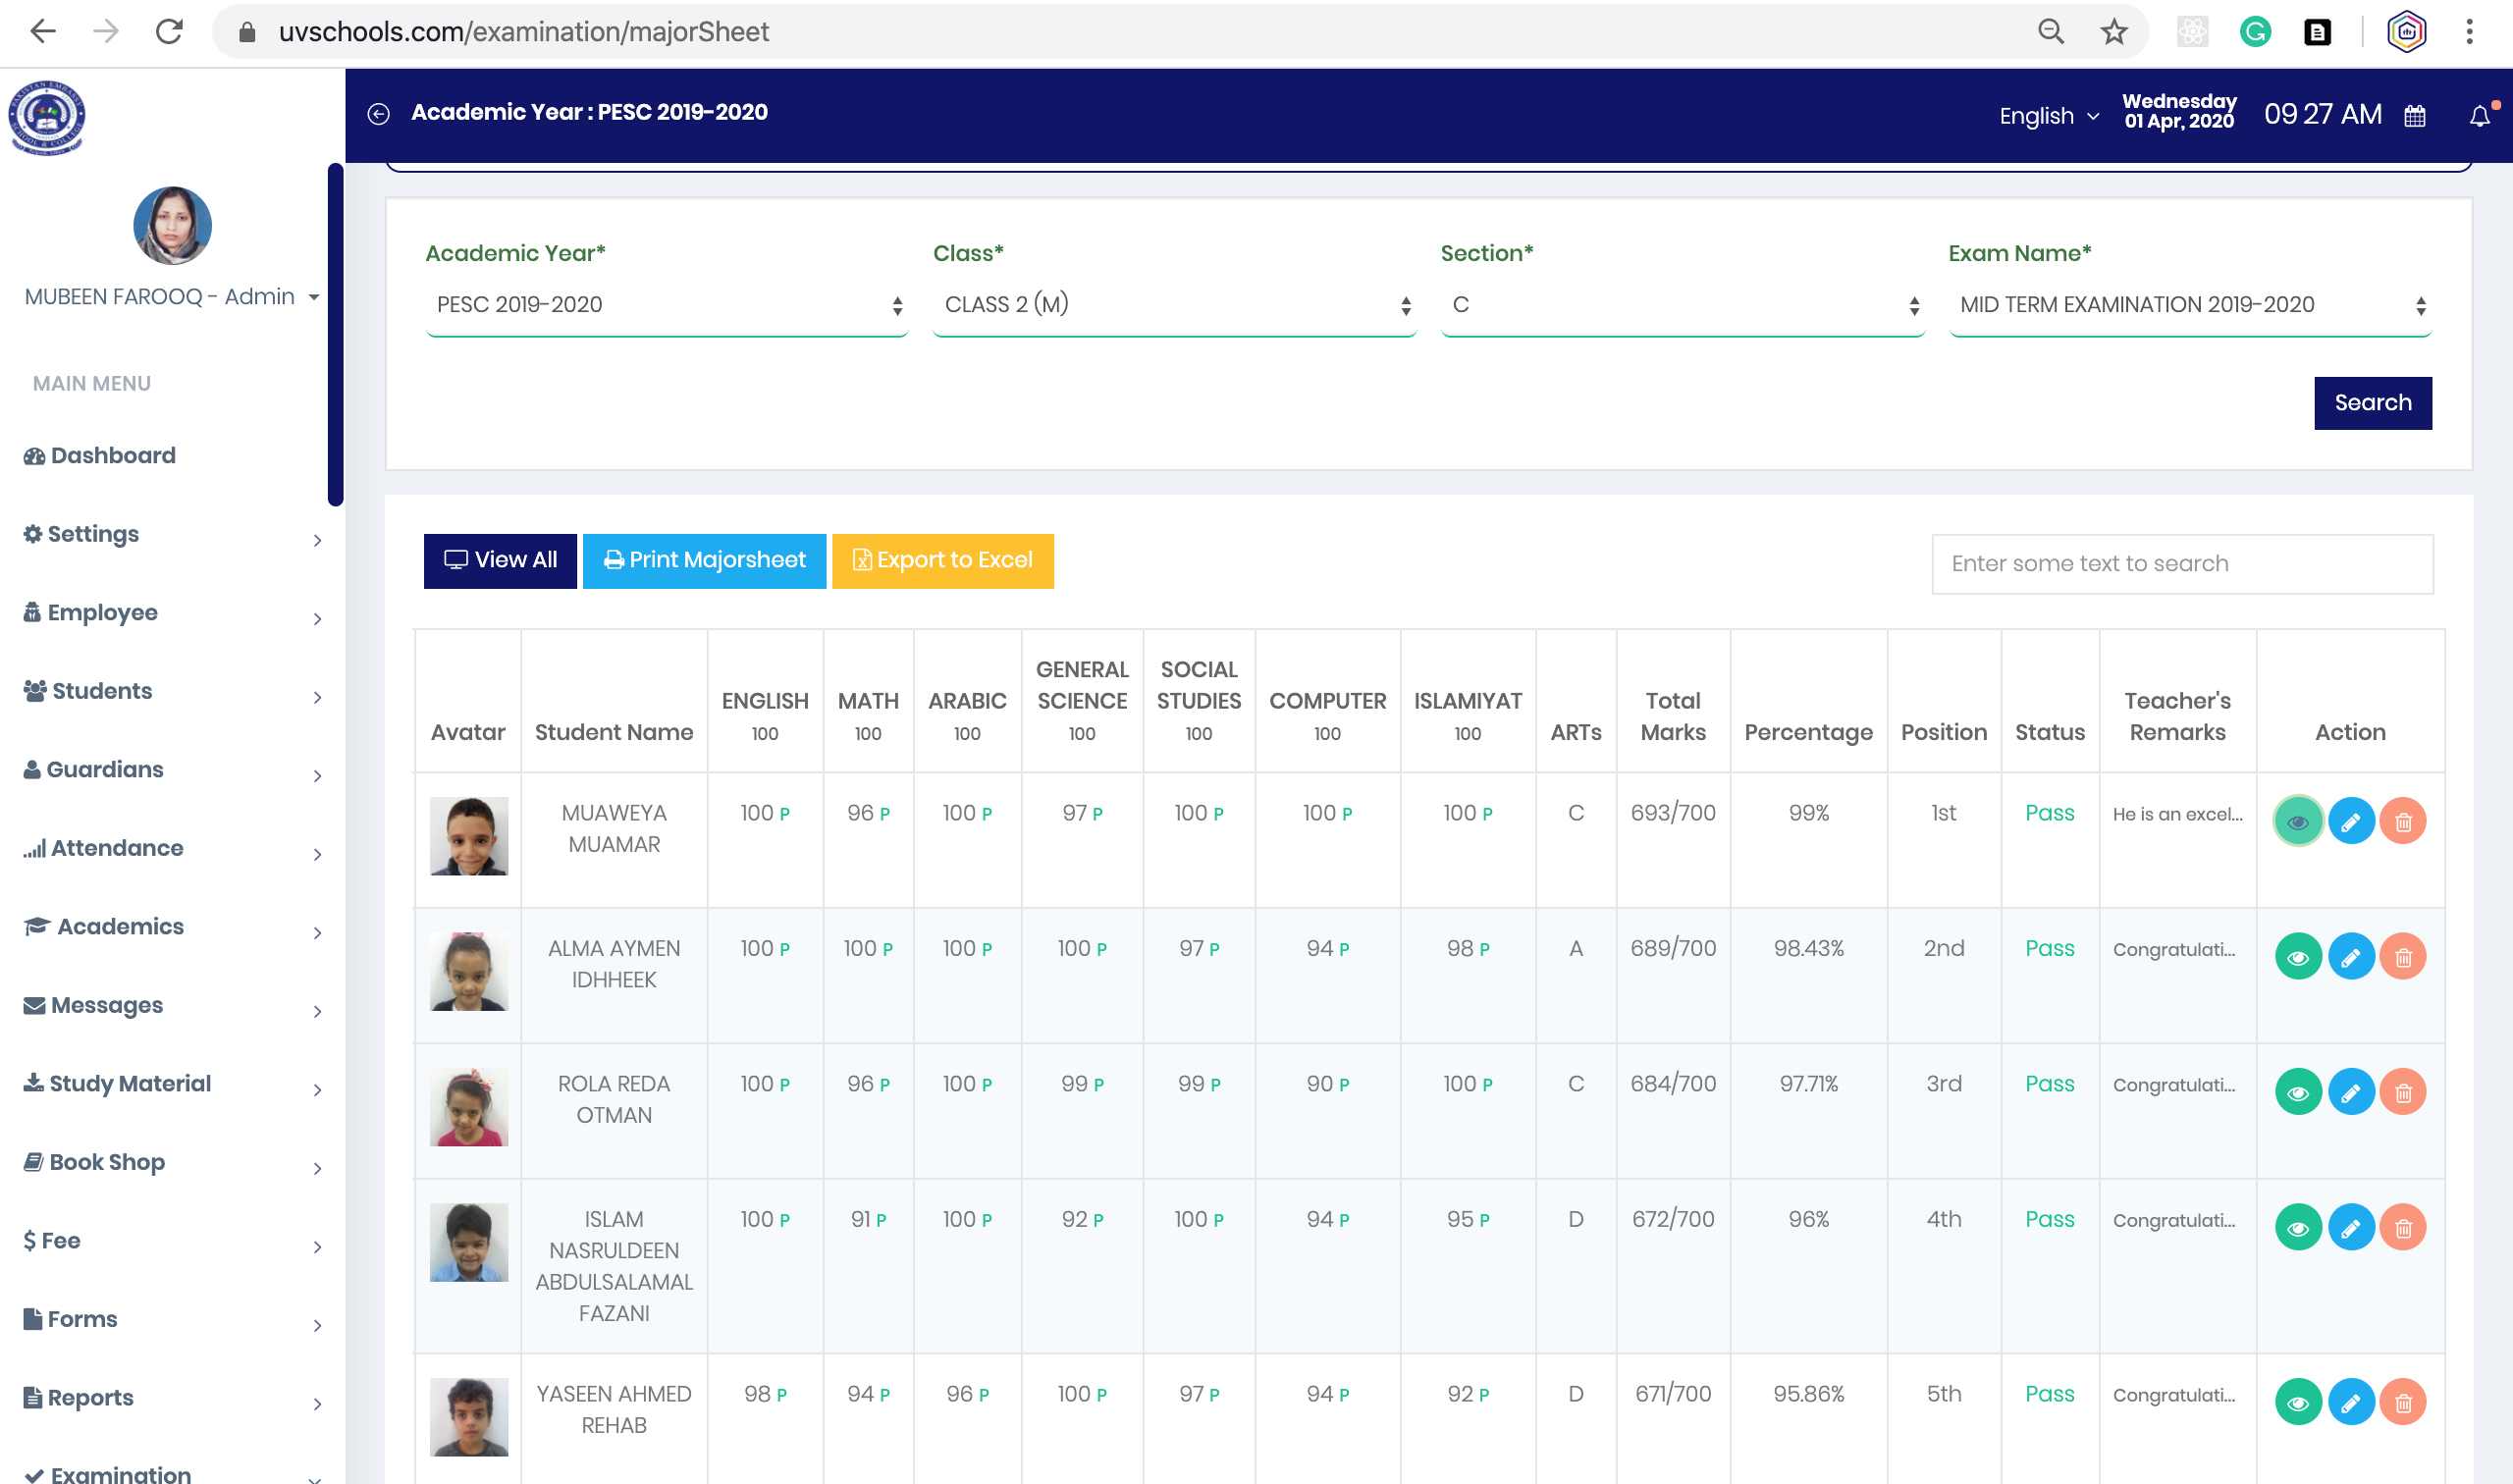 uvschools.com/examination/majorSheet
Academic Year : PESC 2019-2020
English
Wednesday
01 Apr, 2020
09 27 AM
MUBEEN FAROOQ - Admin
MAIN MENU
Dashboard
Settings
Employee
Students
Guardians
Attendance
Academics
Messages
Study Material
Book Shop
Fee
Forms
Reports
Examination
Academic Year* Class* Section* Exam Name*
PESC 2019-2020 CLASS 2 (M) C MID TERM EXAMINATION 2019-2020
Search
View All Print Majorsheet Export to Excel
Enter some text to search
Avatar Student Name ENGLISH 100 MATH 100 ARABIC 100 GENERAL SCIENCE 100 SOCIAL STUDIES 100 COMPUTER 100 ISLAMIYAT 100 ARTs Total Marks Percentage Position Status Teacher's Remarks Action
MUAWEYA MUAMAR 100 P 96 P 100 P 97 P 100 P 100 P 100 P C 693/700 99% 1st Pass He is an excel...
ALMA AYMEN IDHHEEK 100 P 100 P 100 P 100 P 97 P 94 P 98 P A 689/700 98.43% 2nd Pass Congratulati...
ROLA REDA OTMAN 100 P 96 P 100 P 99 P 99 P 90 P 100 P C 684/700 97.71% 3rd Pass Congratulati...
ISLAM NASRULDEEN ABDULSALAMAL FAZANI 100 P 91 P 100 P 92 P 100 P 94 P 95 P D 672/700 96% 4th Pass Congratulati...
YASEEN AHMED REHAB 98 P 94 P 96 P 100 P 97 P 94 P 92 P D 671/700 95.86% 5th Pass Congratulati...